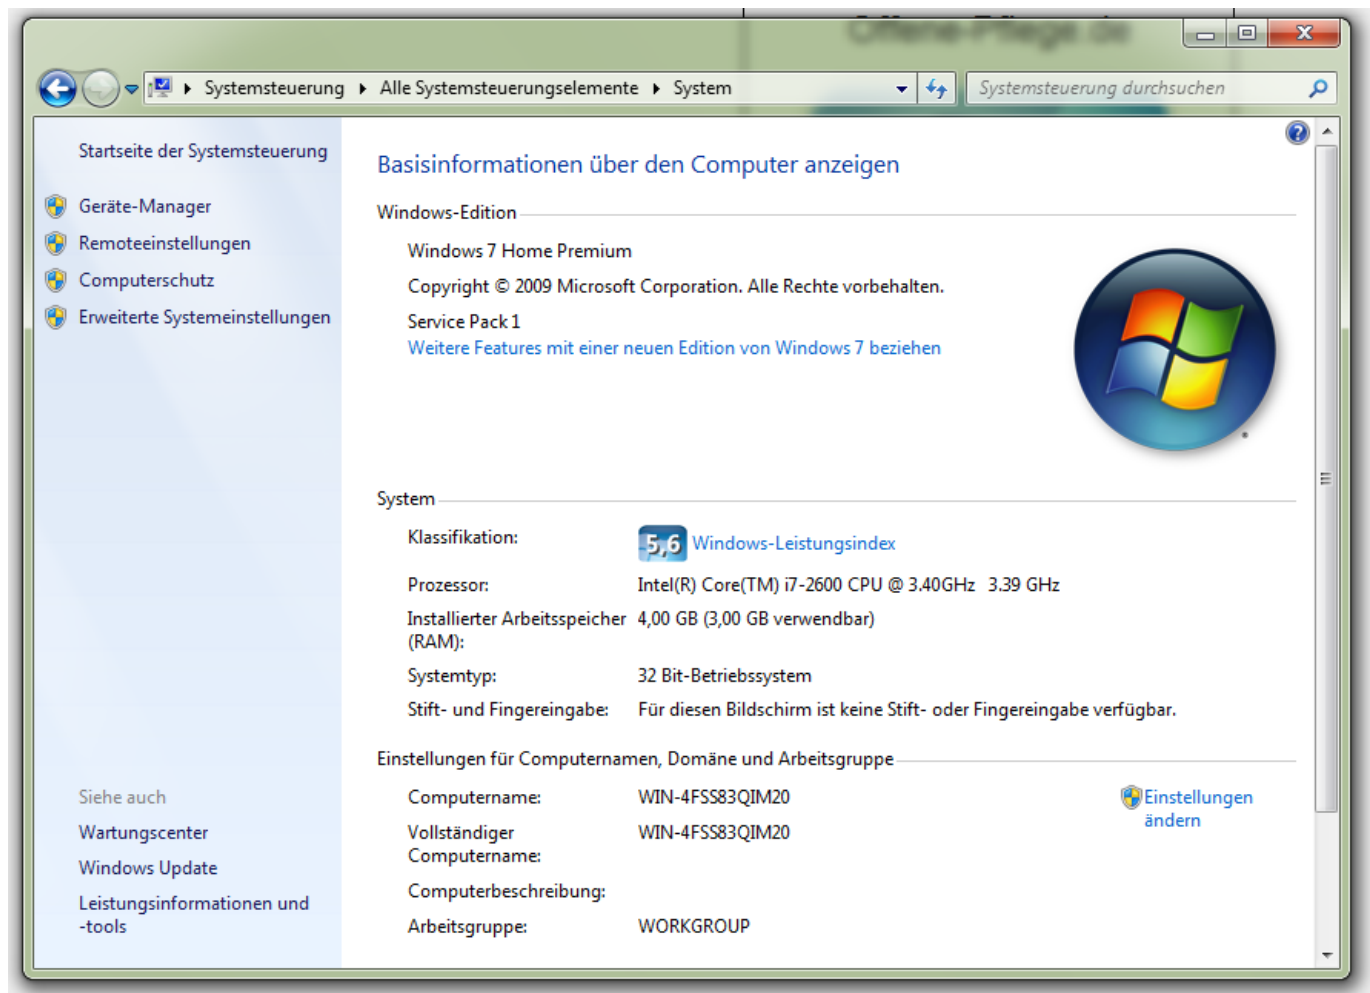 Offene-Pflege.de
Systemsteuerung Alle Systemsteuerungselemente System
Systemsteuerung durchsuchen
Startseite der Systemsteuerung
Geräte-Manager
Remoteeinstellungen
Computerschutz
Erweiterte Systemeinstellungen
Siehe auch
Wartungscenter
Windows Update
Leistungsinformationen und
-tools
Basisinformationen über den Computer anzeigen
Windows-Edition
Windows 7 Home Premium
Copyright © 2009 Microsoft Corporation. Alle Rechte vorbehalten.
Service Pack 1
Weitere Features mit einer neuen Edition von Windows 7 beziehen
System
Klassifikation: 5,6 Windows-Leistungsindex
Prozessor: Intel(R) Core(TM) i7-2600 CPU @ 3.40GHz 3.39 GHz
Installierter Arbeitsspeicher 4,00 GB (3,00 GB verwendbar)
(RAM):
Systemtyp: 32 Bit-Betriebssystem
Stift- und Fingereingabe: Für diesen Bildschirm ist keine Stift- oder Fingereingabe verfügbar.
Einstellungen für Computernamen, Domäne und Arbeitsgruppe
Computername: WIN-4FSS83QIM20
Einstellungen
ändern
Vollständiger WIN-4FSS83QIM20
Computername:
Computerbeschreibung:
Arbeitsgruppe: WORKGROUP